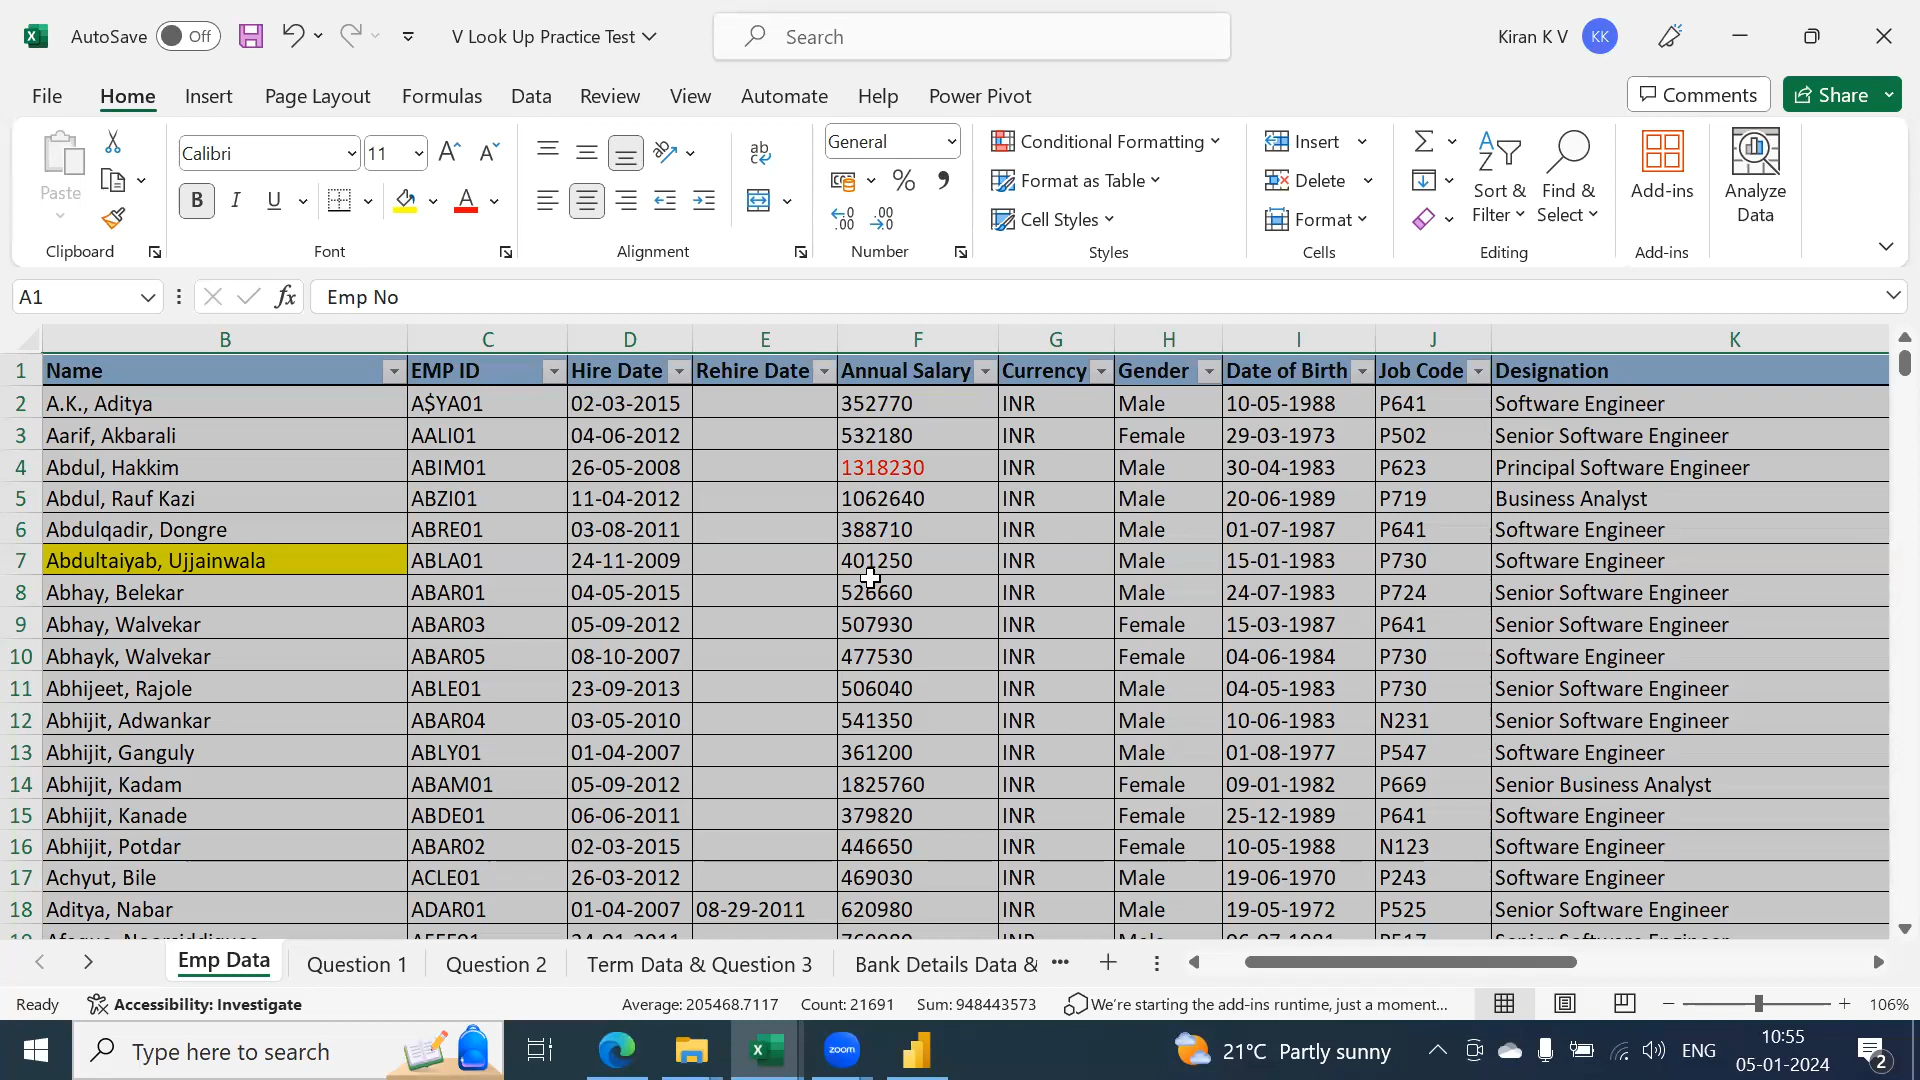 AutoSave Off V Look Up Practice Test Search Kiran K V KK
File Home Insert Page Layout Formulas Data Review View Automate Help Power Pivot Comments Share
Paste Calibri 11 General Conditional Formatting Insert
B I U Format as Table Delete Sort & Filter Find & Select Add-ins Analyze Data
Cell Styles Format
Clipboard Font Alignment Number Styles Cells Editing Add-ins
A1 fx Emp No
B C D E F G H I J K
1 Name EMP ID Hire Date Rehire Date Annual Salary Currency Gender Date of Birth Job Code Designation
2 A.K., Aditya A$YA01 02-03-2015 352770 INR Male 10-05-1988 P641 Software Engineer
3 Aarif, Akbarali AALI01 04-06-2012 532180 INR Female 29-03-1973 P502 Senior Software Engineer
4 Abdul, Hakkim ABIM01 26-05-2008 1318230 INR Male 30-04-1983 P623 Principal Software Engineer
5 Abdul, Rauf Kazi ABZI01 11-04-2012 1062640 INR Male 20-06-1989 P719 Business Analyst
6 Abdulqadir, Dongre ABRE01 03-08-2011 388710 INR Male 01-07-1987 P641 Software Engineer
7 Abdultaiyab, Ujjainwala ABLA01 24-11-2009 401250 INR Male 15-01-1983 P730 Software Engineer
8 Abhay, Belekar ABAR01 04-05-2015 526660 INR Male 24-07-1983 P724 Senior Software Engineer
9 Abhay, Walvekar ABAR03 05-09-2012 507930 INR Female 15-03-1987 P641 Senior Software Engineer
10 Abhayk, Walvekar ABAR05 08-10-2007 477530 INR Female 04-06-1984 P730 Software Engineer
11 Abhijeet, Rajole ABLE01 23-09-2013 506040 INR Male 04-05-1983 P730 Senior Software Engineer
12 Abhijit, Adwankar ABAR04 03-05-2010 541350 INR Male 10-06-1983 N231 Senior Software Engineer
13 Abhijit, Ganguly ABLY01 01-04-2007 361200 INR Male 01-08-1977 P547 Software Engineer
14 Abhijit, Kadam ABAM01 05-09-2012 1825760 INR Female 09-01-1982 P669 Senior Business Analyst
15 Abhijit, Kanade ABDE01 06-06-2011 379820 INR Female 25-12-1989 P641 Software Engineer
16 Abhijit, Potdar ABAR02 02-03-2015 446650 INR Female 10-05-1988 N123 Software Engineer
17 Achyut, Bile ACLE01 26-03-2012 469030 INR Male 19-06-1970 P243 Software Engineer
18 Aditya, Nabar ADAR01 01-04-2007 08-29-2011 620980 INR Male 19-05-1972 P525 Senior Software Engineer
Emp Data Question 1 Question 2 Term Data & Question 3 Bank Details Data &
Ready Accessibility: Investigate Average: 205468.7117 Count: 21691 Sum: 948443573 We're starting the add-ins runtime, just a moment... 106%
Type here to search zoom 21°C Partly sunny ENG 10:55
05-01-2024 2